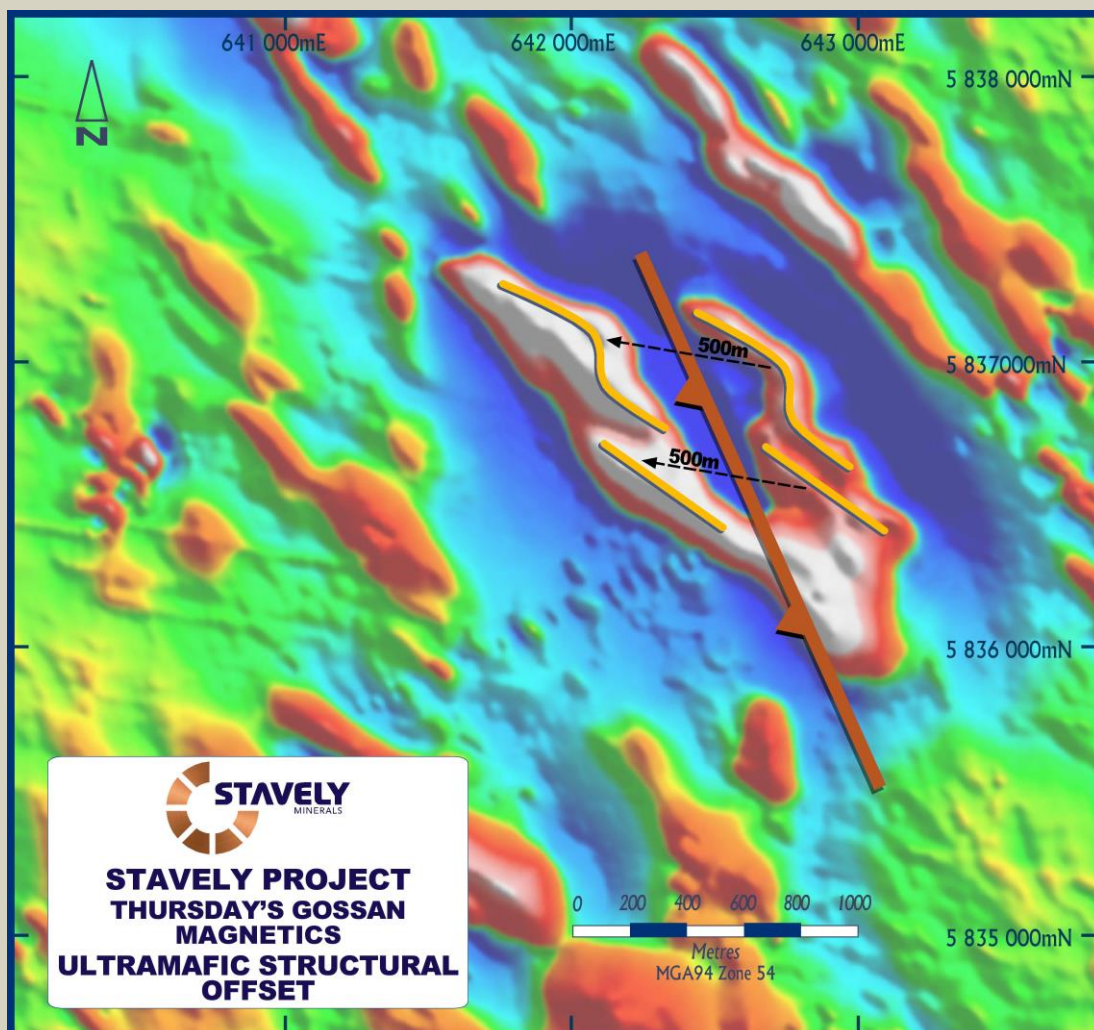 641 000mE
642 000mE
643 000mE
5 838 000mN
N
500m
5 837000mN
500m
5 836 000mN
STAVELY
MINERALS
STAVELY PROJECT
THURSDAY'S GOSSAN
MAGNETICS
ULTRAMAFIC STRUCTURAL
OFFSET
0 200 400 600 800 1000
Metres
MGA94 Zone 54
5 835 000mN